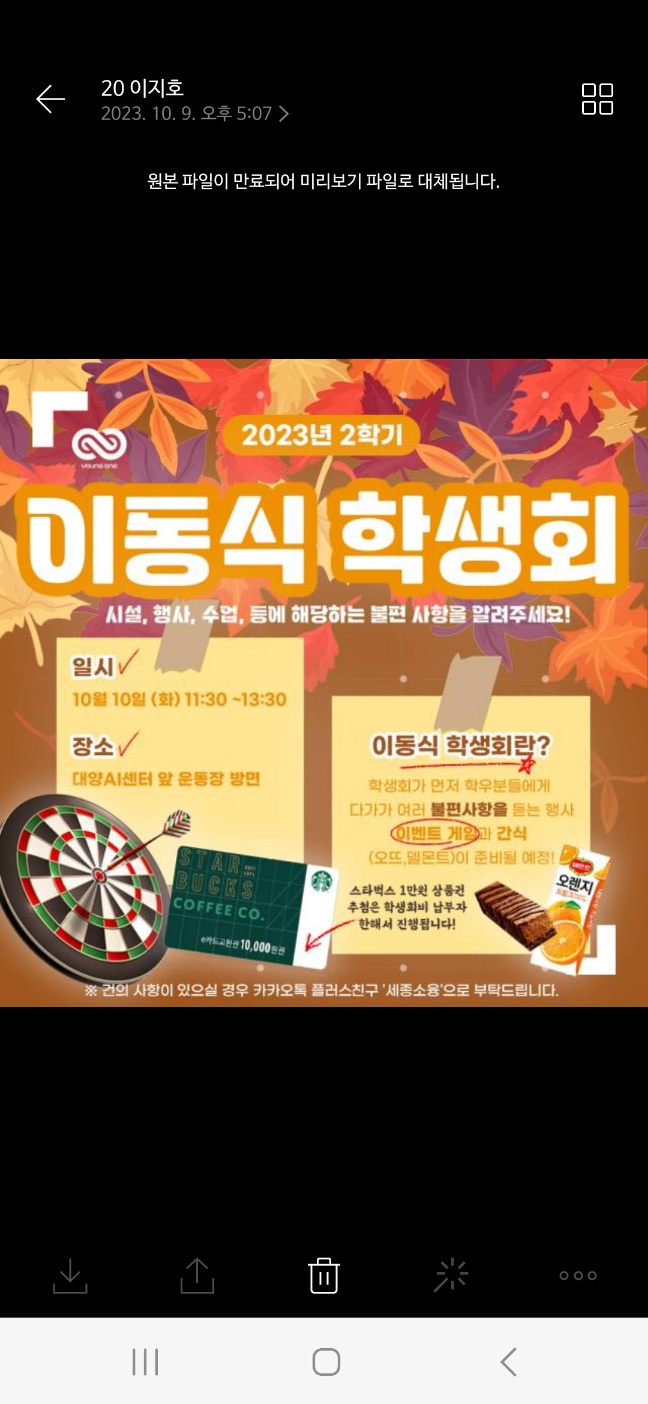 20 이지호
2023. 10. 9. 오후 5:07
원본 파일이 만료되어 미리보기 파일로 대체됩니다.
YOUNG ONE
2023년 2학기
이동식 학생회
시설, 행사, 수업, 등에 해당하는 불편 사항을 알려주세요!
일시
10월 10일 (화) 11:30 ~13:30
장소
대양AI센터 앞 운동장 방면
이동식 학생회란?
학생회가 먼저 학우분들에게
다가가 여러 불편사항을 듣는 행사
이벤트 게임과 간식
(오뜨,델몬트)이 준비될 예정!
스타벅스 1만원 상품권
추첨은 학생회비 납부자
한해서 진행됩니다!
STAR
BUCKS
COFFEE CO.
e카드교환권 10,000원권
오렌지
※ 건의 사항이 있으실 경우 카카오톡 플러스친구 '세종소융'으로 부탁드립니다.